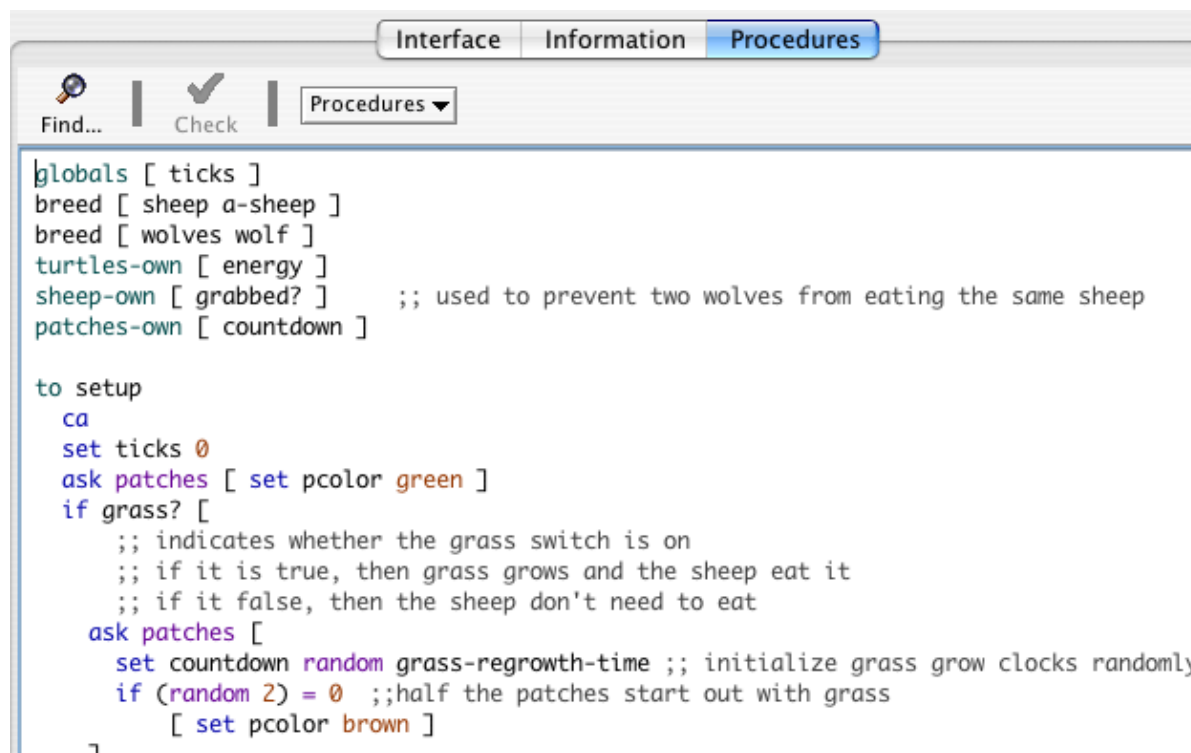 Interface Information Procedures
Find... Check Procedures
globals [ ticks ]
breed [ sheep a-sheep ]
breed [ wolves wolf ]
turtles-own [ energy ]
sheep-own [ grabbed? ]     ;; used to prevent two wolves from eating the same sheep
patches-own [ countdown ]
to setup
  ca
  set ticks 0
  ask patches [ set pcolor green ]
  if grass? [
      ;; indicates whether the grass switch is on
      ;; if it is true, then grass grows and the sheep eat it
      ;; if it false, then the sheep don't need to eat
    ask patches [
      set countdown random grass-regrowth-time ;; initialize grass grow clocks randomly
      if (random 2) = 0  ;;half the patches start out with grass
          [ set pcolor brown ]
    ]